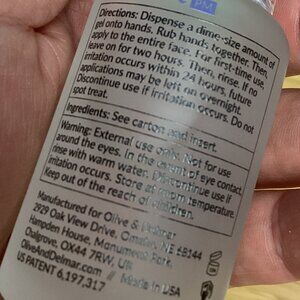 PM
Directions: Dispense a dime-size amount of
gel onto hands. Rub hands together. Then
apply to the entire face. For first-time use,
leave on for two hours. Then, rinse. If no
irritation occurs within 24 hours, future
applications may be left on overnight.
Discontinue use if irritation occurs. Do not
spot treat.
Ingredients: See carton and insert.
Warning: External use only. Not for use
around the eyes. In the event of eye contact,
rinse with warm water. Discontinue use if
irritation occurs. Store at room temperature.
Keep out of the reach of children.
Manufactured for Olive & Delmar
2929 Oak View Drive, Omaha, NE 68144
Hampden House, Monument Park,
Chalgrove, OX44 7RW, UK
OliveAndDelmar.com // Made in USA
US PATENT 6,197,317